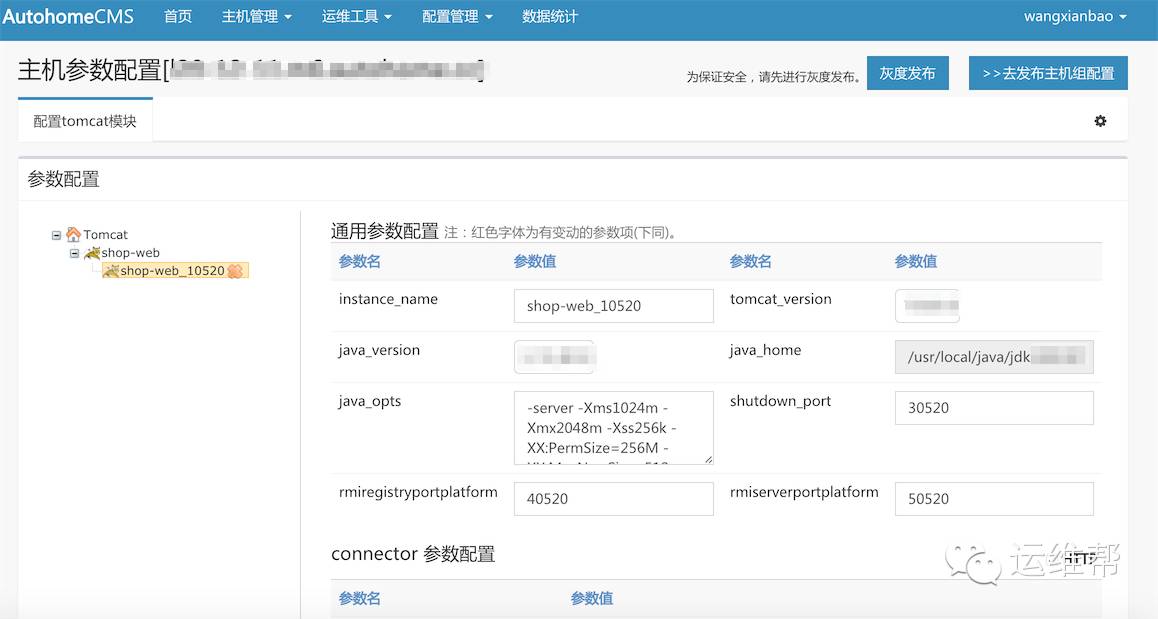 AutohomeCMS 首页 主机管理 运维工具 配置管理 数据统计 wangxianbao
主机参数配置[
为保证安全，请先进行灰度发布。 灰度发布 >>去发布主机组配置
配置tomcat模块
参数配置
Tomcat
shop-web
shop-web_10520
通用参数配置 注：红色字体为有变动的参数项(下同)。
参数名 参数值 参数名 参数值
instance_name shop-web_10520 tomcat_version
java_version java_home /usr/local/java/jdk
java_opts -server -Xms1024m -
Xmx2048m -Xss256k -
XX:PermSize=256M -
shutdown_port 30520
rmiregistryportplatform 40520 rmiserverportplatform 50520
connector 参数配置
HTTP
运维帮
参数名 参数值